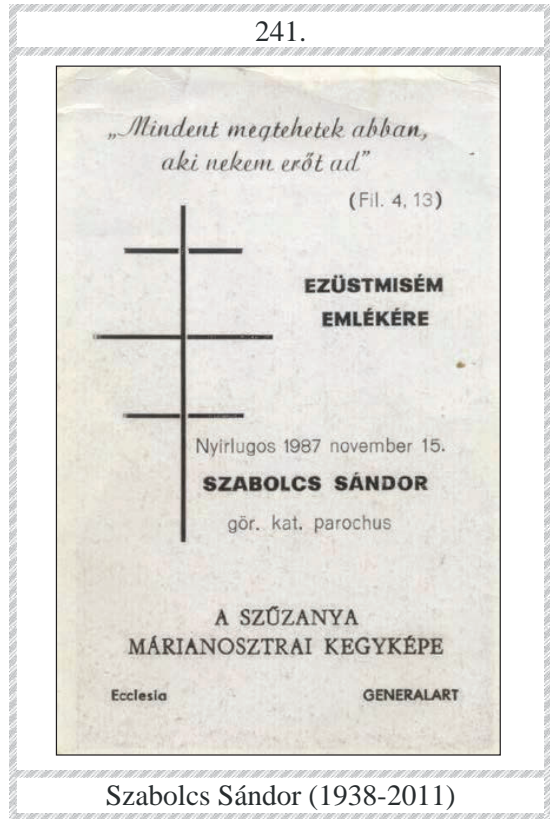 241.
„Mindent megtehetek abban,
aki nekem erőt ad”
(Fil. 4, 13)
EZÜSTMISÉM
EMLÉKÉRE
Nyirlugos 1987 november 15.
SZABOLCS SÁNDOR
gör. kat. parochus
A SZŰZANYA
MÁRIANOSZTRAI KEGYKÉPE
Ecclesia GENERALART
Szabolcs Sándor (1938-2011)